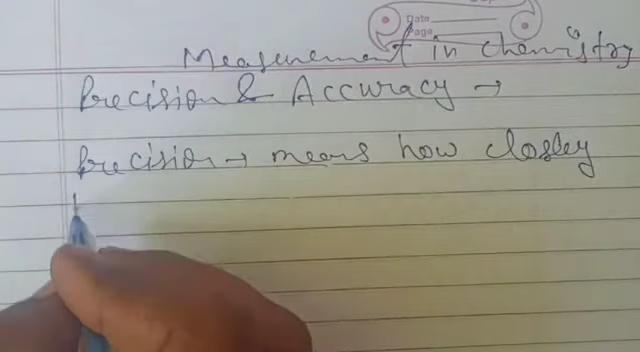 Date
Page
Measurement in chemistry
Precision & Accuracy →
Precision → means how closley